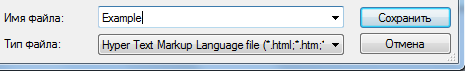 Имя файла: Example Сохранить
Тип файла: Hyper Text Markup Language file (*.html;*.htm;* Отмена